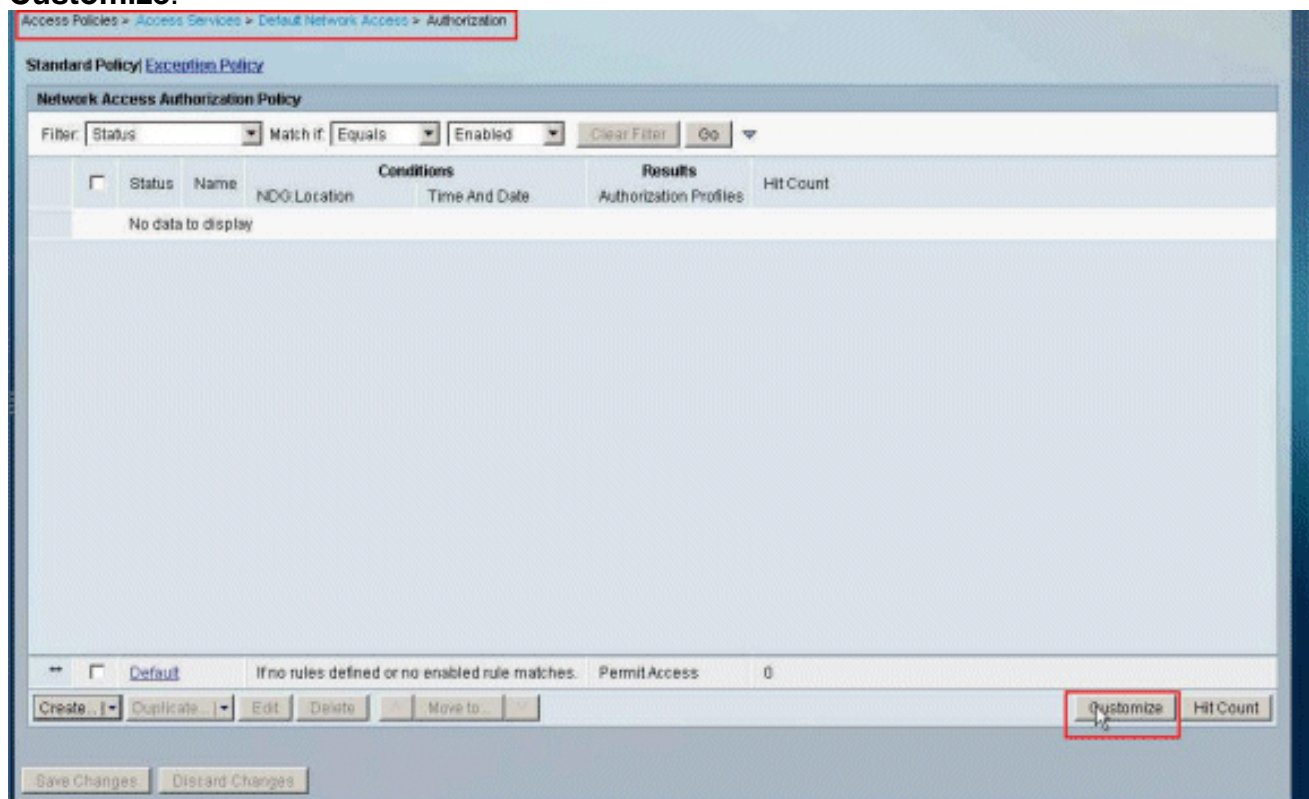 Customize.
Access Policies > Access Services > Default Network Access > Authorization
Standard Policy| Exception Policy
Network Access Authorization Policy
Filter: Status Match if: Equals Enabled Clear Filter Go
Conditions Results
Status Name Hit Count
NDG:Location Time And Date Authorization Profiles
No data to display
** Default If no rules defined or no enabled rule matches. Permit Access 0
Create... Duplicate... Edit Delete Move to... Customize Hit Count
Save Changes Discard Changes